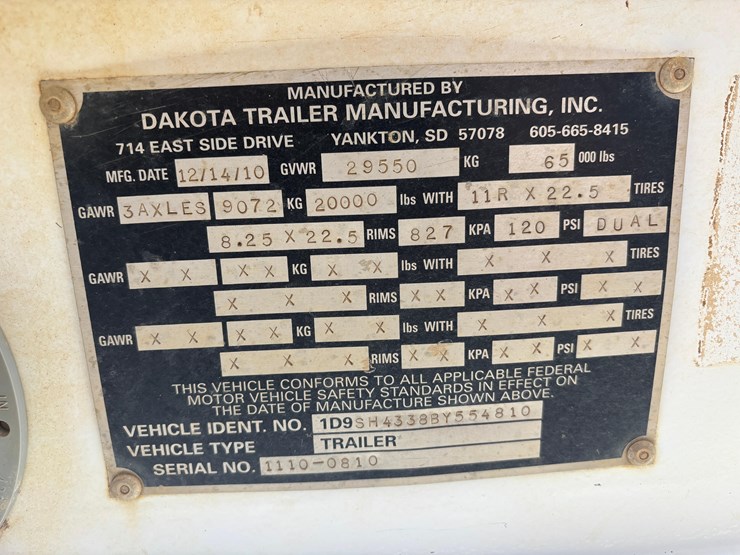 MANUFACTURED BY
DAKOTA TRAILER MANUFACTURING, INC.
714 EAST SIDE DRIVE YANKTON, SD 57078 605-665-8415
MFG. DATE 12/14/10 GVWR 29550 KG 65 000 lbs
GAWR 3AXLES 9072 KG 20000 lbs WITH 11R X 22.5 TIRES
8.25 X 22.5 RIMS 827 KPA 120 PSI DUAL
GAWR X X X X KG X X lbs WITH X X X TIRES
X X X RIMS X X KPA X X PSI X X
GAWR X X X X KG X X lbs WITH X X X TIRES
X X X RIMS X X KPA X X PSI X X
THIS VEHICLE CONFORMS TO ALL APPLICABLE FEDERAL
MOTOR VEHICLE SAFETY STANDARDS IN EFFECT ON
THE DATE OF MANUFACTURE SHOWN ABOVE.
VEHICLE IDENT. NO. 1D9SH4338BY554810
VEHICLE TYPE TRAILER
SERIAL NO. 1110-0810